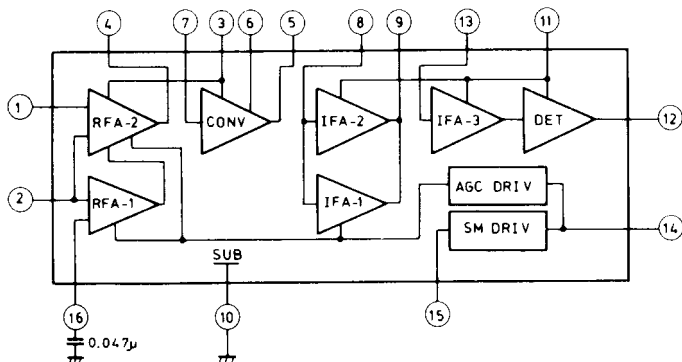 4 7 3 6 5 8 9 13 11
1 RFA-2 CONV IFA-2 IFA-3 DET 12
2 RFA-1 IFA-1 AGC DRIV
SM DRIV 14
SUB
16 10 15
0.047μ